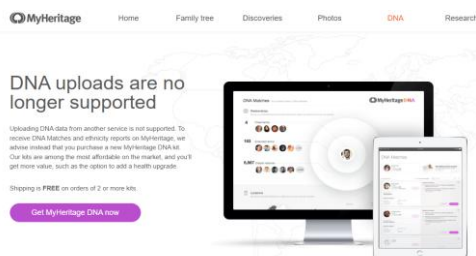 MyHeritage
Home
Family tree
Discoveries
Photos
DNA
Research
DNA uploads are no
longer supported
Uploading DNA data from another service is not supported. To
receive DNA Matches and ethnicity reports on MyHeritage, we
advise instead that you purchase a new MyHeritage DNA kit.
Our kits are among the most affordable on the market, and you'll
get more value, such as the option to add a health upgrade.
Shipping is FREE on orders of 2 or more kits.
Get MyHeritage DNA now
DNA Matches
MyHeritage DNA
DNA Matches